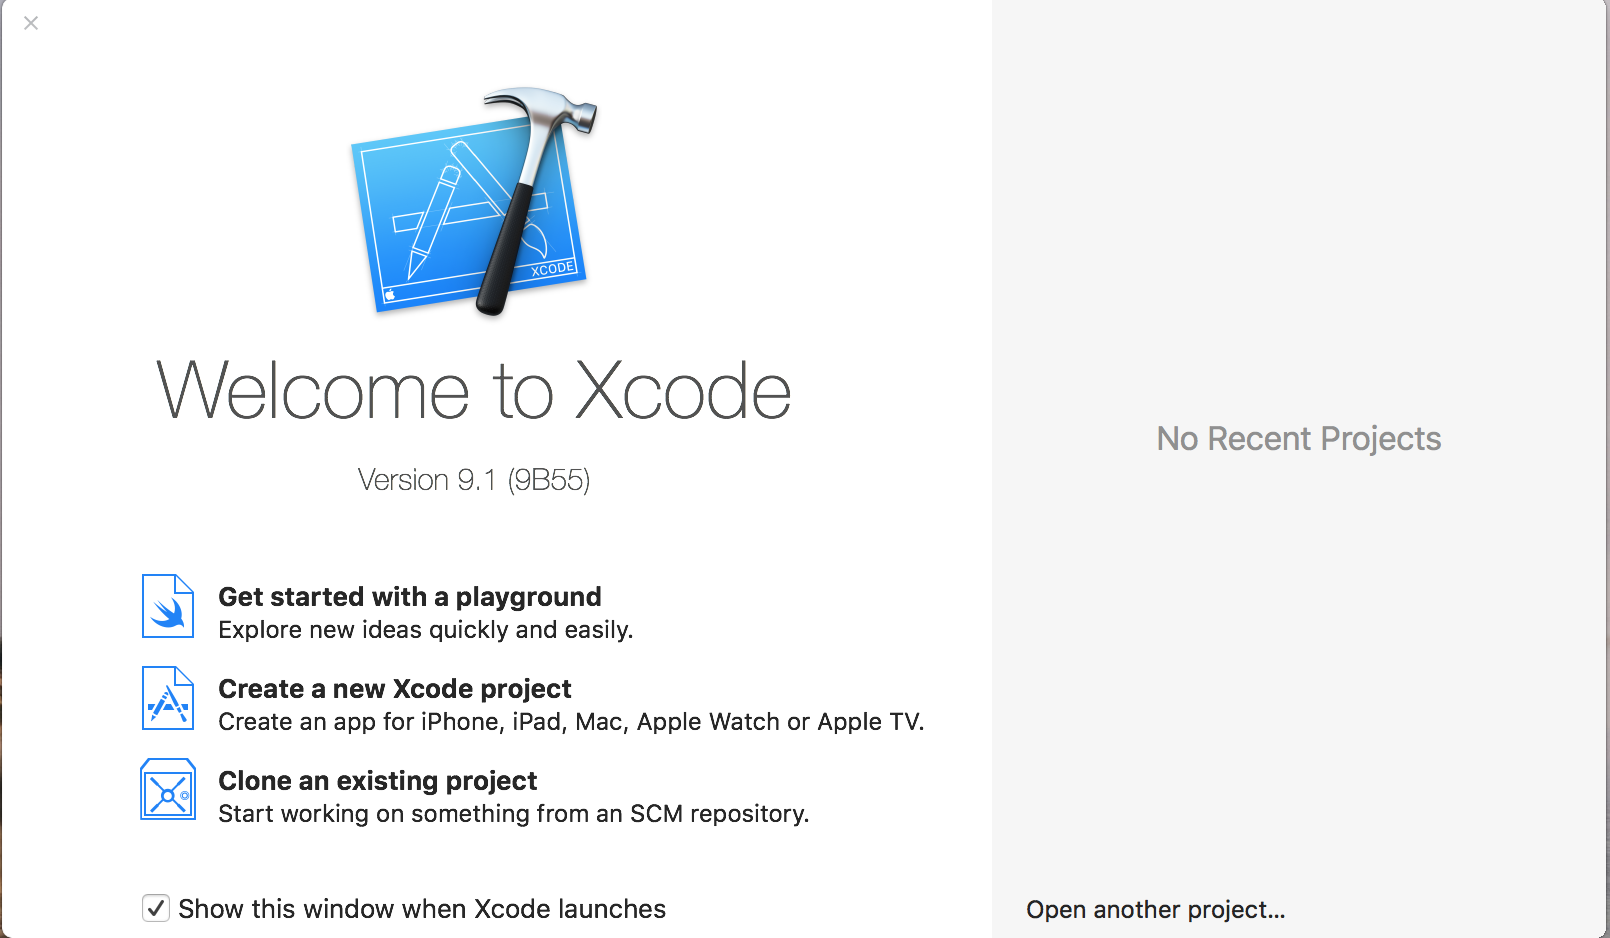 XCODE
Welcome to Xcode
Version 9.1 (9B55)
Get started with a playground
Explore new ideas quickly and easily.
Create a new Xcode project
Create an app for iPhone, iPad, Mac, Apple Watch or Apple TV.
Clone an existing project
Start working on something from an SCM repository.
Show this window when Xcode launches
No Recent Projects
Open another project...